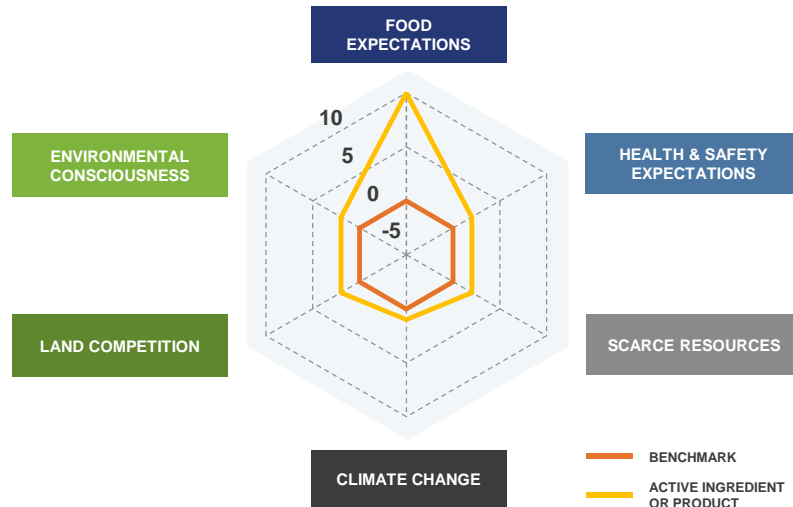 FOOD
EXPECTATIONS
10
5
0
-5
ENVIRONMENTAL
CONSCIOUSNESS
HEALTH & SAFETY
EXPECTATIONS
LAND COMPETITION
SCARCE RESOURCES
CLIMATE CHANGE
BENCHMARK
ACTIVE INGREDIENT
OR PRODUCT